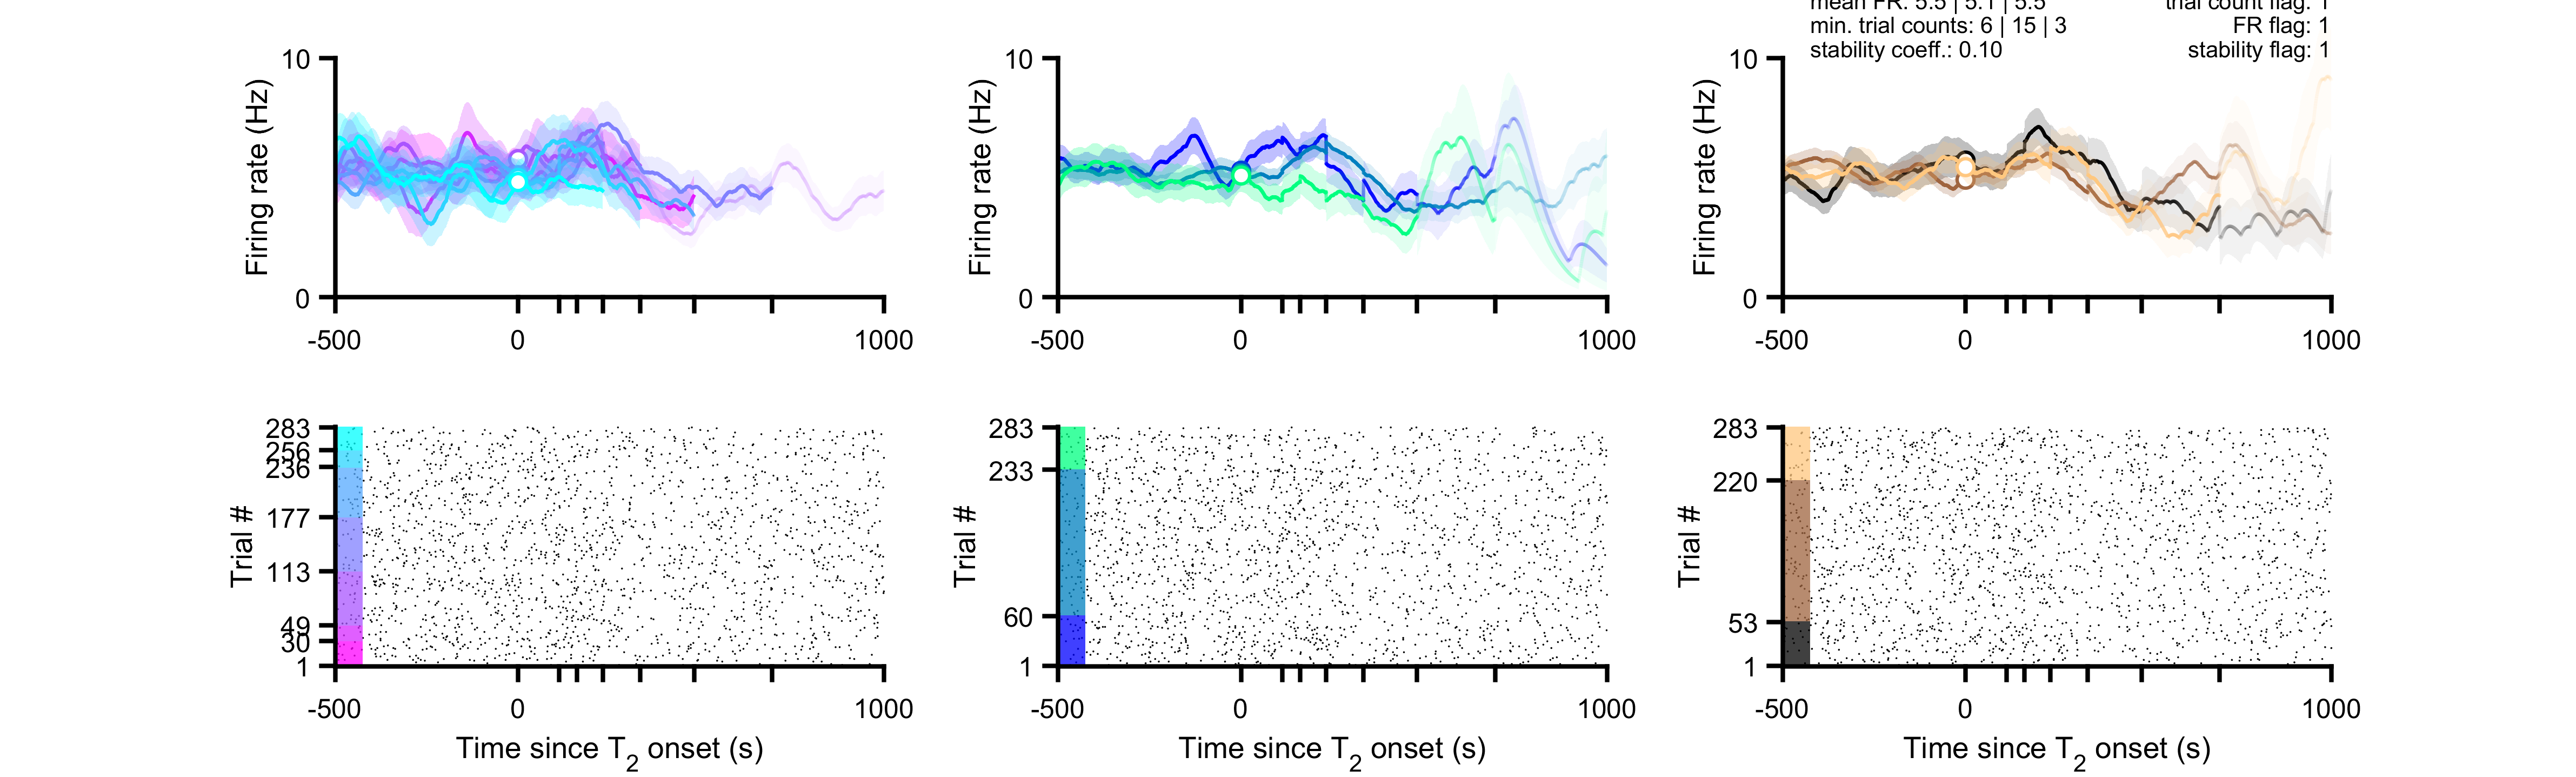 mean FR: 5.5 | 5.1 | 5.5 trial count flag: 1
min. trial counts: 6 | 15 | 3 FR flag: 1
stability coeff.: 0.10 stability flag: 1
10 10 10
Firing rate (Hz) Firing rate (Hz) Firing rate (Hz)
0 0 0
-500 0 1000 -500 0 1000 -500 0 1000
283 283 283
256
236 233 220
177
Trial # Trial # Trial #
113
49 60 53
30
1 1 1
-500 0 1000 -500 0 1000 -500 0 1000
Time since T2 onset (s) Time since T2 onset (s) Time since T2 onset (s)